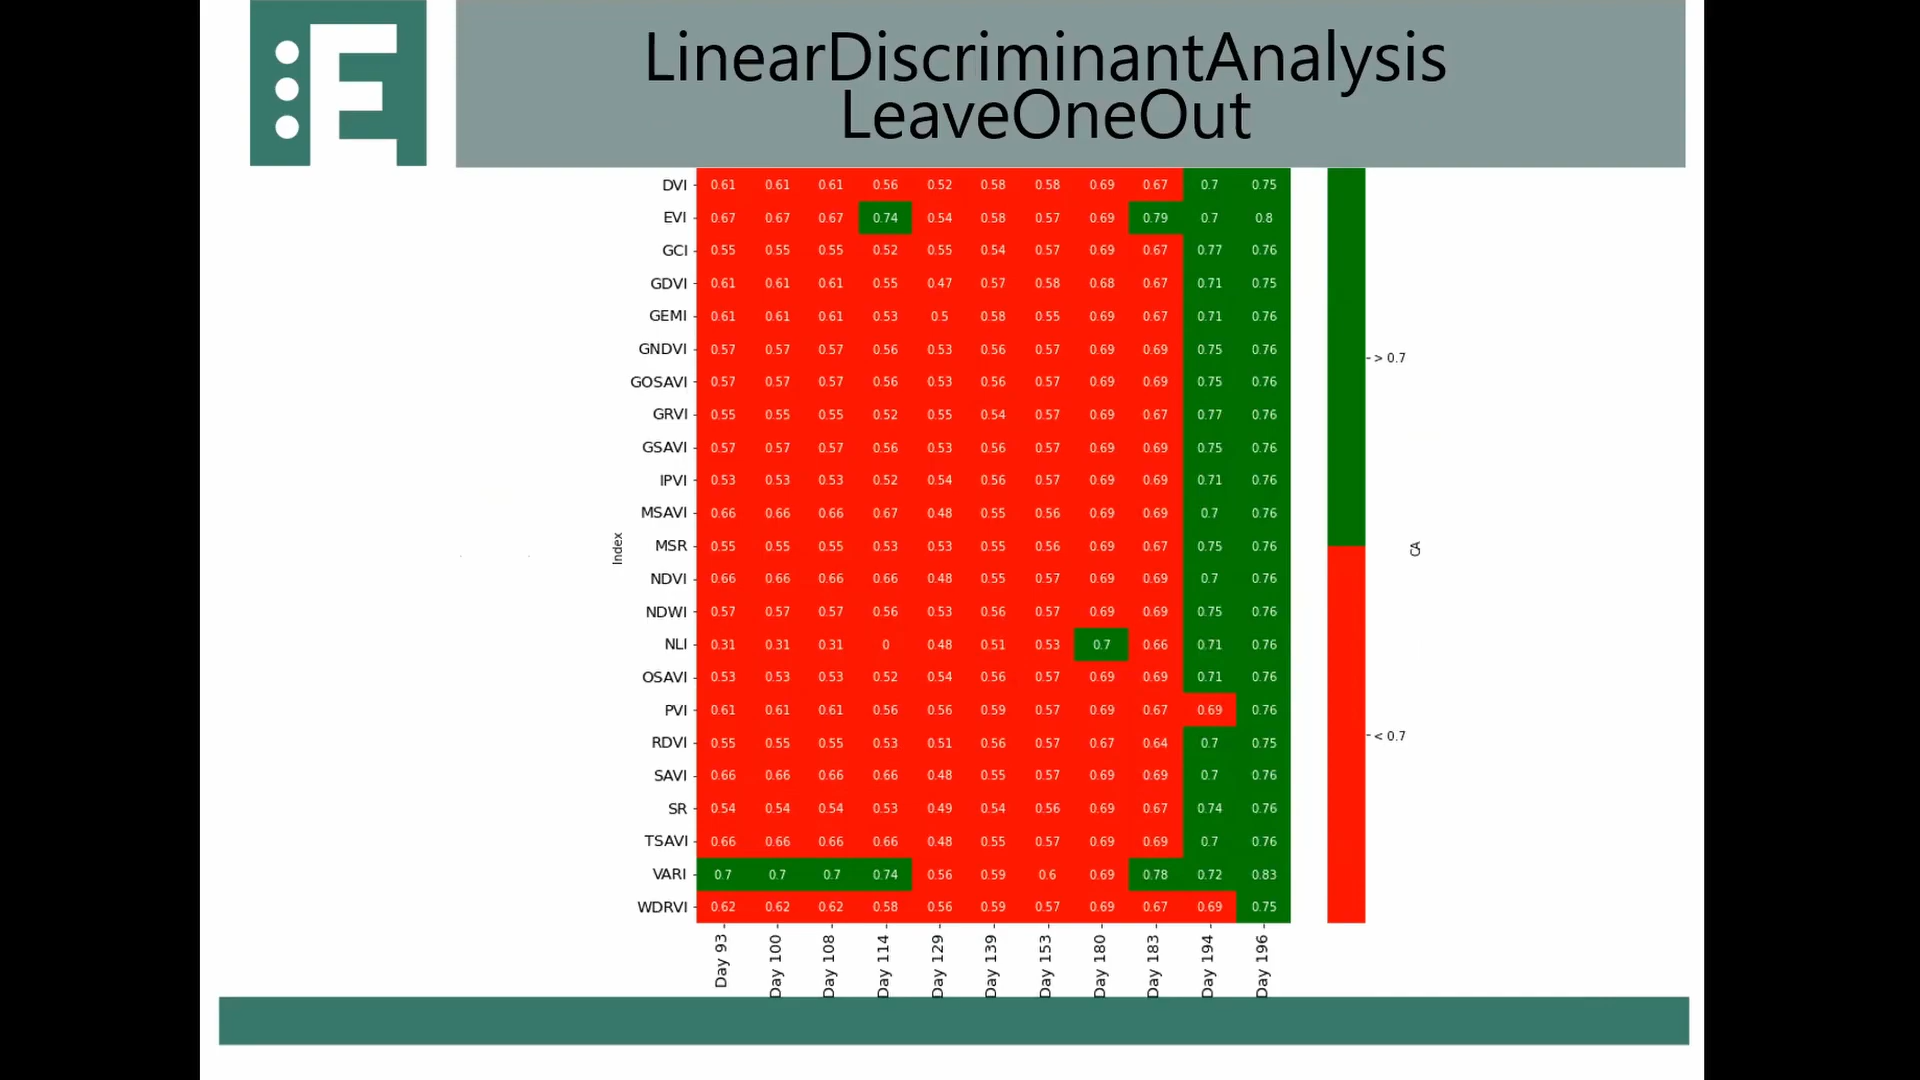 LinearDiscriminantAnalysis
LeaveOneOut
DVI 0.61 0.61 0.61 0.56 0.52 0.58 0.58 0.69 0.67 0.7 0.75
EVI 0.67 0.67 0.67 0.74 0.54 0.58 0.57 0.69 0.79 0.7 0.8
GCI 0.55 0.55 0.55 0.52 0.55 0.54 0.57 0.69 0.67 0.77 0.76
GDVI 0.61 0.61 0.61 0.55 0.47 0.57 0.58 0.68 0.67 0.71 0.75
GEMI 0.61 0.61 0.61 0.53 0.5 0.58 0.55 0.69 0.67 0.71 0.76
GNDVI 0.57 0.57 0.57 0.56 0.53 0.56 0.57 0.69 0.69 0.75 0.76
GOSAVI 0.57 0.57 0.57 0.56 0.53 0.56 0.57 0.69 0.69 0.75 0.76
GRVI 0.55 0.55 0.55 0.52 0.55 0.54 0.57 0.69 0.67 0.77 0.76
GSAVI 0.57 0.57 0.57 0.56 0.53 0.56 0.57 0.69 0.69 0.75 0.76
IPVI 0.53 0.53 0.53 0.52 0.54 0.56 0.57 0.69 0.69 0.71 0.76
MSAVI 0.66 0.66 0.66 0.67 0.48 0.55 0.56 0.69 0.69 0.7 0.76
MSR 0.55 0.55 0.55 0.53 0.53 0.55 0.56 0.69 0.67 0.75 0.76
NDVI 0.66 0.66 0.66 0.66 0.48 0.55 0.57 0.69 0.69 0.7 0.76
NDWI 0.57 0.57 0.57 0.56 0.53 0.56 0.57 0.69 0.69 0.75 0.76
NLI 0.31 0.31 0.31 0 0.48 0.51 0.53 0.7 0.66 0.71 0.76
OSAVI 0.53 0.53 0.53 0.52 0.54 0.56 0.57 0.69 0.69 0.71 0.76
PVI 0.61 0.61 0.61 0.56 0.56 0.59 0.57 0.69 0.67 0.69 0.76
RDVI 0.55 0.55 0.55 0.53 0.51 0.56 0.57 0.67 0.64 0.7 0.75
SAVI 0.66 0.66 0.66 0.66 0.48 0.55 0.57 0.69 0.69 0.7 0.76
SR 0.54 0.54 0.54 0.53 0.49 0.54 0.56 0.69 0.67 0.74 0.76
TSAVI 0.66 0.66 0.66 0.66 0.48 0.55 0.57 0.69 0.69 0.7 0.76
VARI 0.7 0.7 0.7 0.74 0.56 0.59 0.6 0.69 0.78 0.72 0.83
WDRVI 0.62 0.62 0.62 0.58 0.56 0.59 0.57 0.69 0.67 0.69 0.75
Day 93 Day 100 Day 108 Day 114 Day 129 Day 139 Day 153 Day 180 Day 183 Day 194 Day 196
Index
> 0.7
< 0.7
CA
E